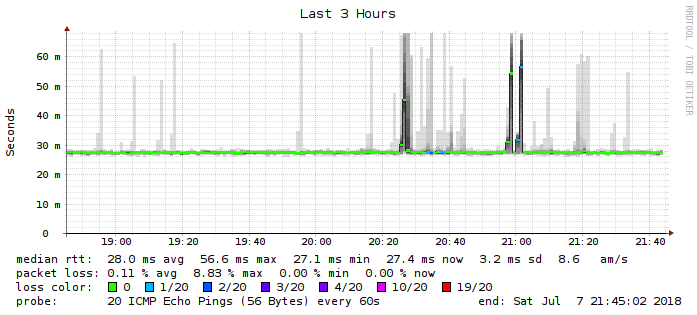 Last 3 Hours
RRDTOOL / TOBI OETIKER
Seconds
60 m
50 m
40 m
30 m
20 m
10 m
0
19:00 19:20 19:40 20:00 20:20 20:40 21:00 21:20 21:40
median rtt: 28.0 ms avg 56.6 ms max 27.1 ms min 27.4 ms now 3.2 ms sd 8.6 am/s
packet loss: 0.11 % avg 8.83 % max 0.00 % min 0.00 % now
loss color: 0 1/20 2/20 3/20 4/20 10/20 19/20
probe: 20 ICMP Echo Pings (56 Bytes) every 60s end: Sat Jul 7 21:45:02 2018